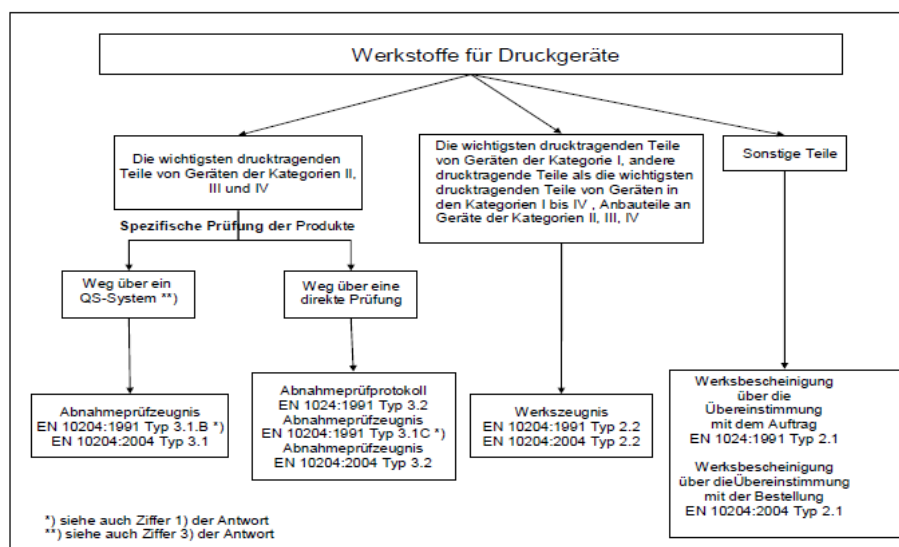 Werkstoffe für Druckgeräte
Die wichtigsten drucktragenden
Teile von Geräten der Kategorien II,
III und IV
Die wichtigsten drucktragenden Teile
von Geräten der Kategorie I, andere
drucktragende Teile als die wichtigsten
drucktragenden Teile von Geräten in
den Kategorien I bis IV , Anbauteile an
Geräte der Kategorien II, III, IV
Sonstige Teile
Spezifische Prüfung der Produkte
Weg über ein
QS-System **)
Weg über eine
direkte Prüfung
Abnahmeprüfzeugnis
EN 10204:1991 Typ 3.1.B *)
EN 10204:2004 Typ 3.1
Abnahmeprüfprotokoll
EN 1024:1991 Typ 3.2
Abnahmeprüfzeugnis
EN 10204:1991 Typ 3.1C *)
Abnahmeprüfzeugnis
EN 10204:2004 Typ 3.2
Werkszeugnis
EN 10204:1991 Typ 2.2
EN 10204:2004 Typ 2.2
Werksbescheinigung
über die
Übereinstimmung
mit dem Auftrag
EN 1024:1991 Typ 2.1
Werksbescheinigung
über dieÜbereinstimmung
mit der Bestellung
EN 10204:2004 Typ 2.1
*) siehe auch Ziffer 1) der Antwort
**) siehe auch Ziffer 3) der Antwort